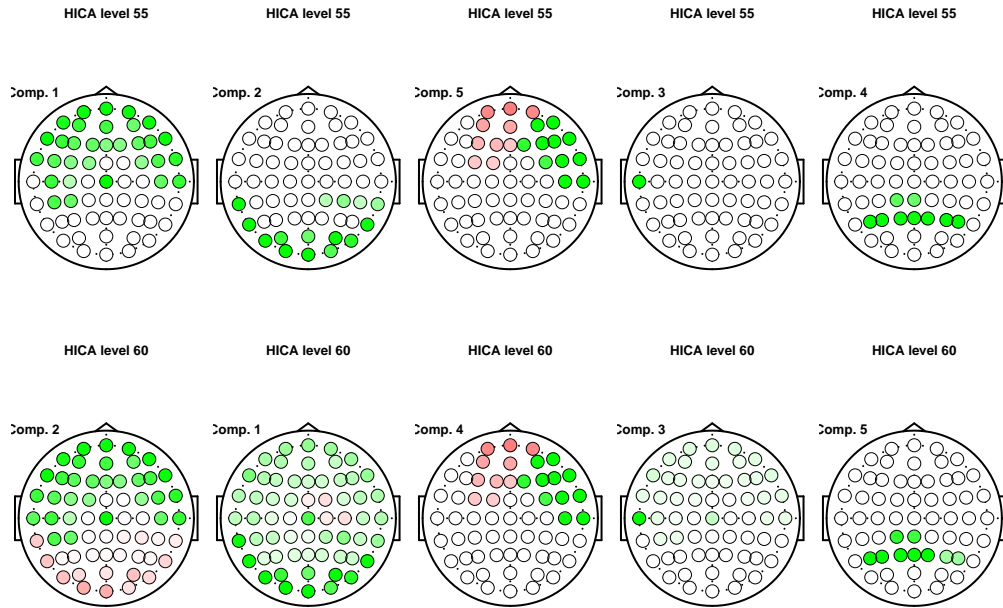 HICA level 55 HICA level 55 HICA level 55 HICA level 55 HICA level 55
Comp. 1 Comp. 2 Comp. 5 Comp. 3 Comp. 4
HICA level 60 HICA level 60 HICA level 60 HICA level 60 HICA level 60
Comp. 2 Comp. 1 Comp. 4 Comp. 3 Comp. 5